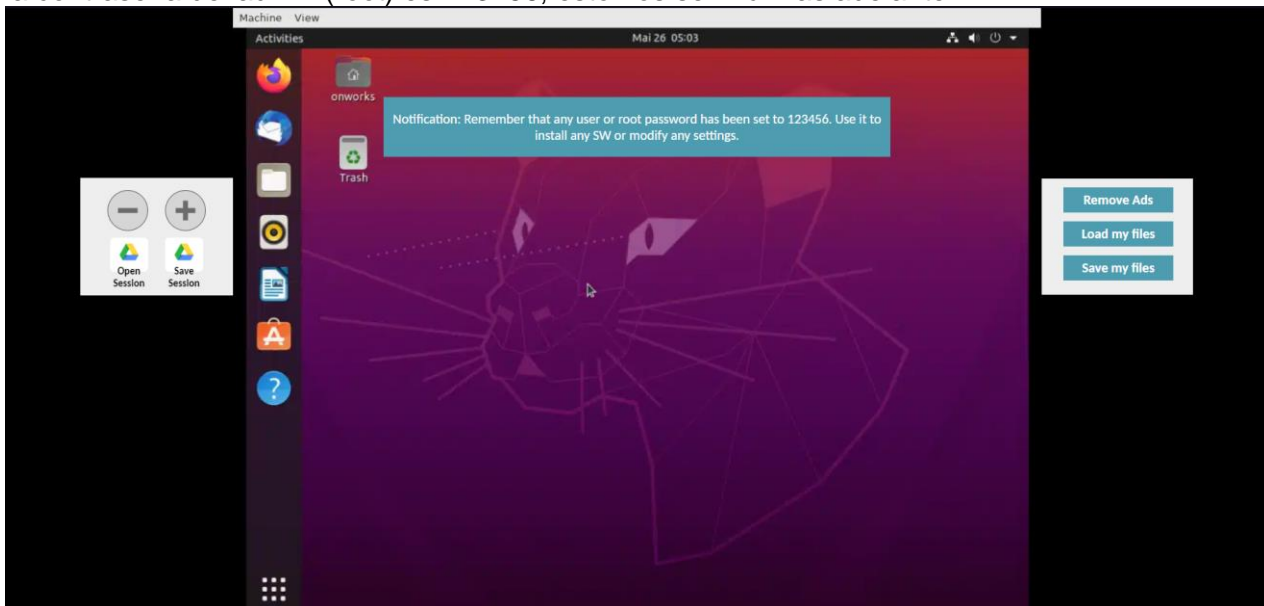 Machine View
Activities
Mai 26 05:03
onworks
Notification: Remember that any user or root password has been set to 123456. Use it to
install any SW or modify any settings.
Trash
Open
Session
Save
Session
Remove Ads
Load my files
Save my files